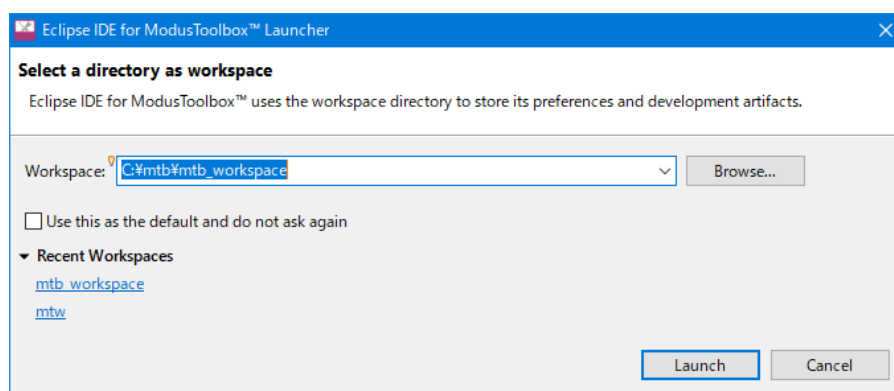 Eclipse IDE for ModusToolbox™ Launcher
Select a directory as workspace
Eclipse IDE for ModusToolbox™ uses the workspace directory to store its preferences and development artifacts.
Workspace: C:¥mtb¥mtb_workspace Browse...
Use this as the default and do not ask again
Recent Workspaces
mtb_workspace
mtw
Launch Cancel